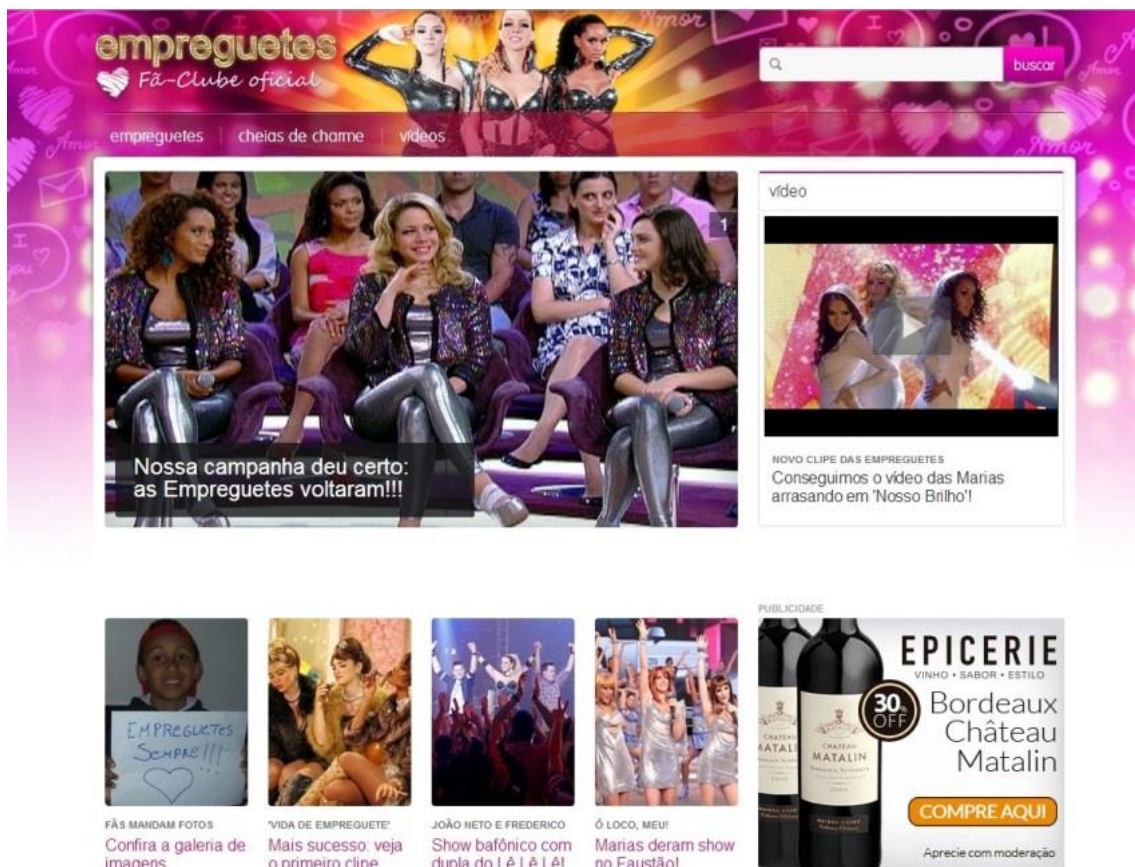 empreguetes
Fã-Clube oficial
buscar
empreguetes
cheias de charme
vídeos
1
Nossa campanha deu certo:
as Empreguetes voltaram!!!
vídeo
NOVO CLIPE DAS EMPREGUETES
Conseguimos o vídeo das Marias
arrasando em 'Nosso Brilho'!
EMPREGUETES
SEMPRE!!!
FÃS MANDAM FOTOS
Confira a galeria de
imagens
'VIDA DE EMPREGUETE'
Mais sucesso: veja
o primeiro clipe
JOÃO NETO E FREDERICO
Show bafônico com
dupla do Lê Lê Lê!
Ô LOCO, MEU!
Marias deram show
no Faustão!
PUBLICIDADE
EPICERIE
VINHO • SABOR • ESTILO
30% OFF
Bordeaux
Château
Matalin
CHATEAU
MATALIN
COMPRE AQUI
Aprecie com moderação